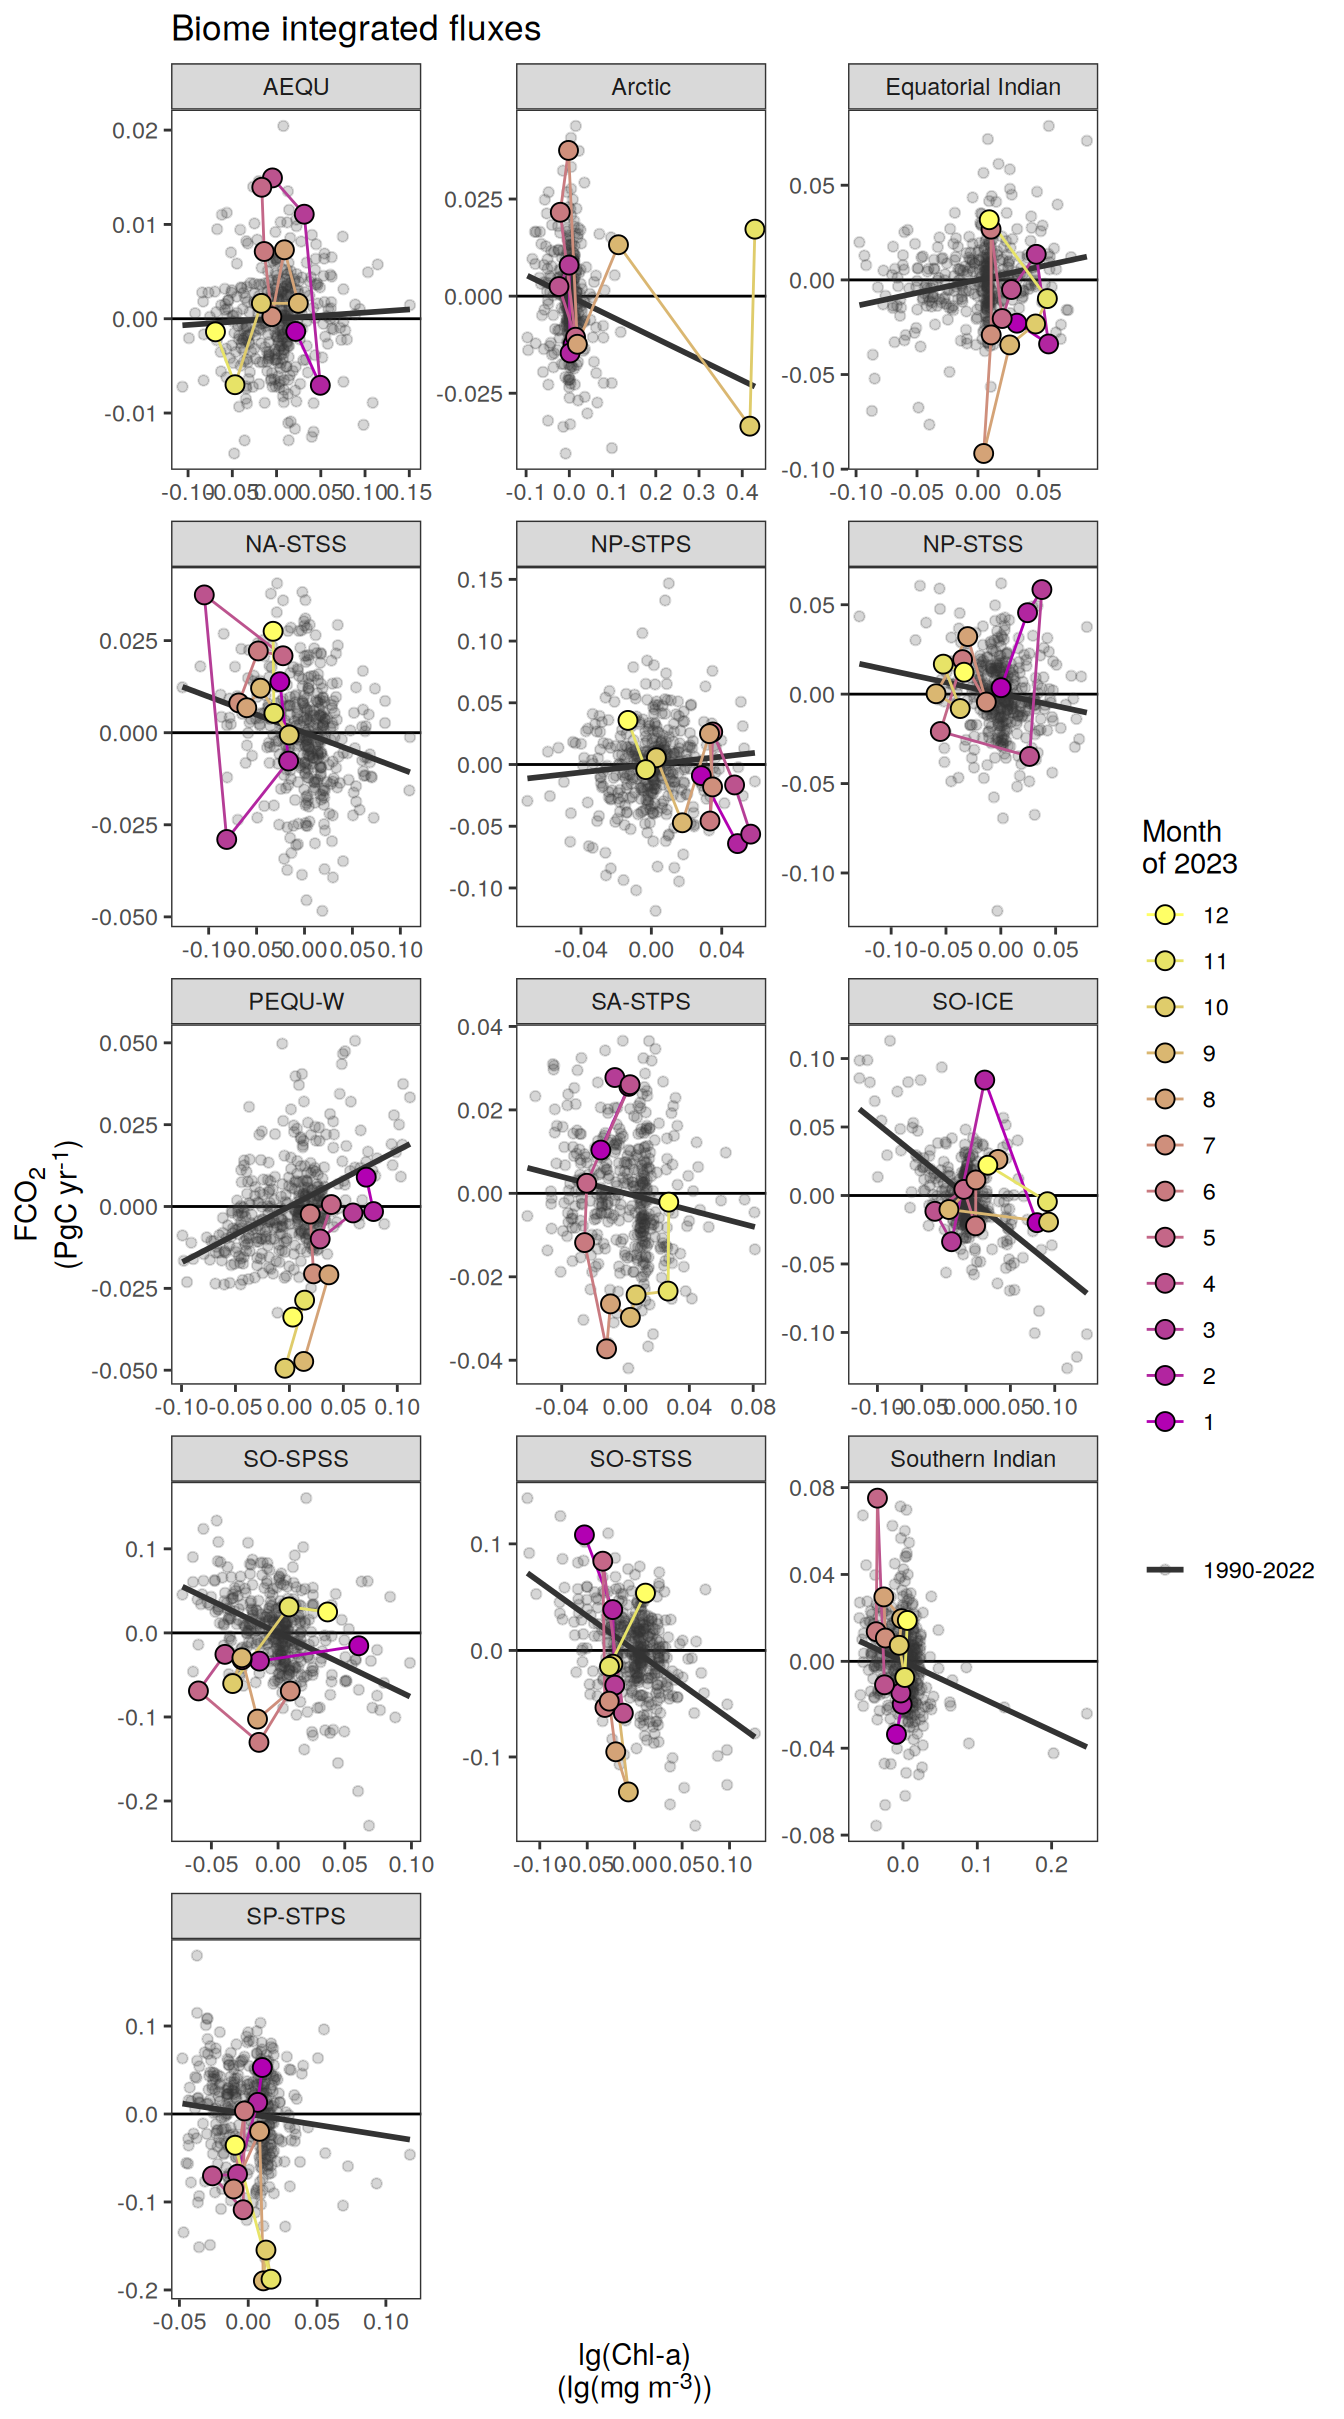 Biome integrated fluxes
AEQU Arctic Equatorial Indian
0.02
0.01
0.00
-0.01
0.025
0.000
-0.025
0.05
0.00
-0.05
-0.10
-0.10 -0.05 0.00 0.05 0.10 0.15
-0.1 0.0 0.1 0.2 0.3 0.4
-0.10 -0.05 0.00 0.05
NA-STSS NP-STPS NP-STSS
0.025
0.000
-0.025
-0.050
0.15
0.10
0.05
0.00
-0.05
-0.10
0.05
0.00
-0.05
-0.10
-0.10 -0.05 0.00 0.05 0.10
-0.04 0.00 0.04
-0.10 -0.05 0.00 0.05
PEQU-W SA-STPS SO-ICE
0.050
0.025
0.000
-0.025
-0.050
0.04
0.02
0.00
-0.02
-0.04
0.10
0.05
0.00
-0.05
-0.10
-0.10 -0.05 0.00 0.05 0.10
-0.04 0.00 0.04 0.08
-0.10 -0.05 0.00 0.05 0.10
SO-SPSS SO-STSS Southern Indian
0.1
0.0
-0.1
-0.2
0.1
0.0
-0.1
0.08
0.04
0.00
-0.04
-0.08
-0.05 0.00 0.05 0.10
-0.10 -0.05 0.00 0.05 0.10
0.0 0.1 0.2
SP-STPS
0.1
0.0
-0.1
-0.2
-0.05 0.00 0.05 0.10
FCO2
(PgC yr-1)
lg(Chl-a)
(lg(mg m-3))
Month
of 2023
12
11
10
9
8
7
6
5
4
3
2
1
1990-2022